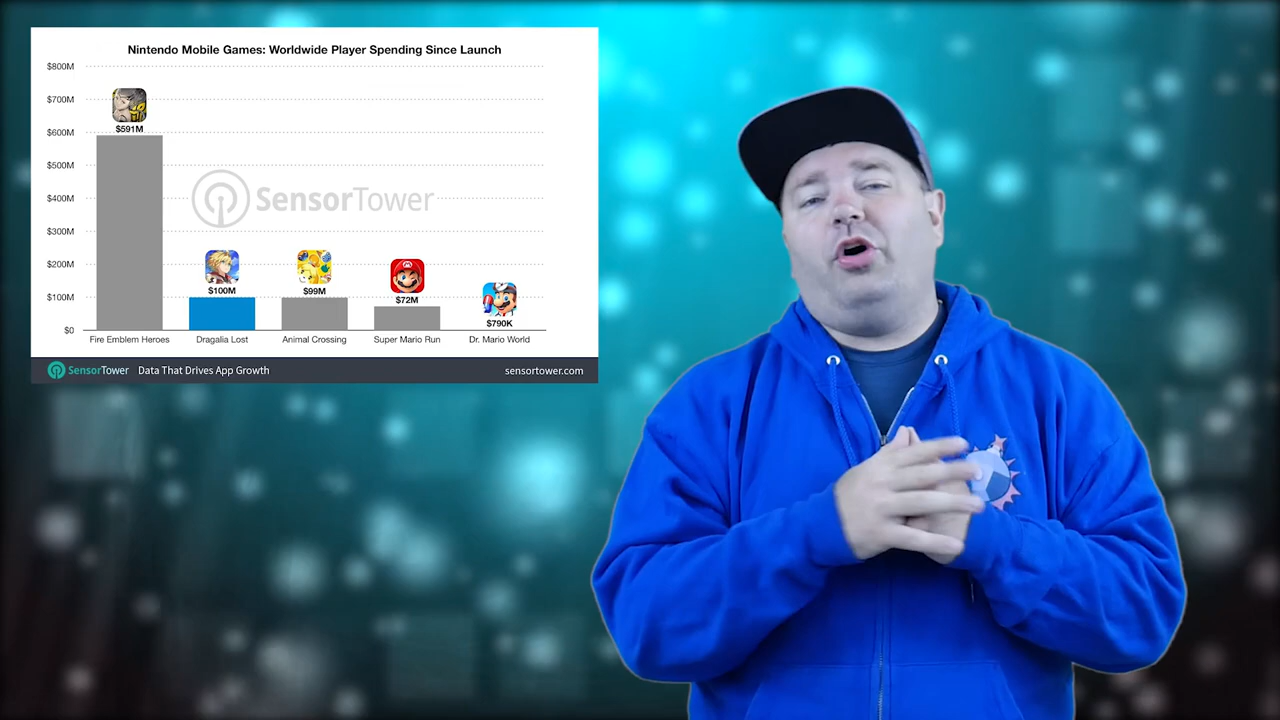 Nintendo Mobile Games: Worldwide Player Spending Since Launch
$800M
$700M
$600M
$500M
$400M
$300M
$200M
$100M
$0
$591M
$100M
$99M
$72M
$790K
SensorTower
Fire Emblem Heroes
Dragalia Lost
Animal Crossing
Super Mario Run
Dr. Mario World
SensorTower Data That Drives App Growth sensortower.com